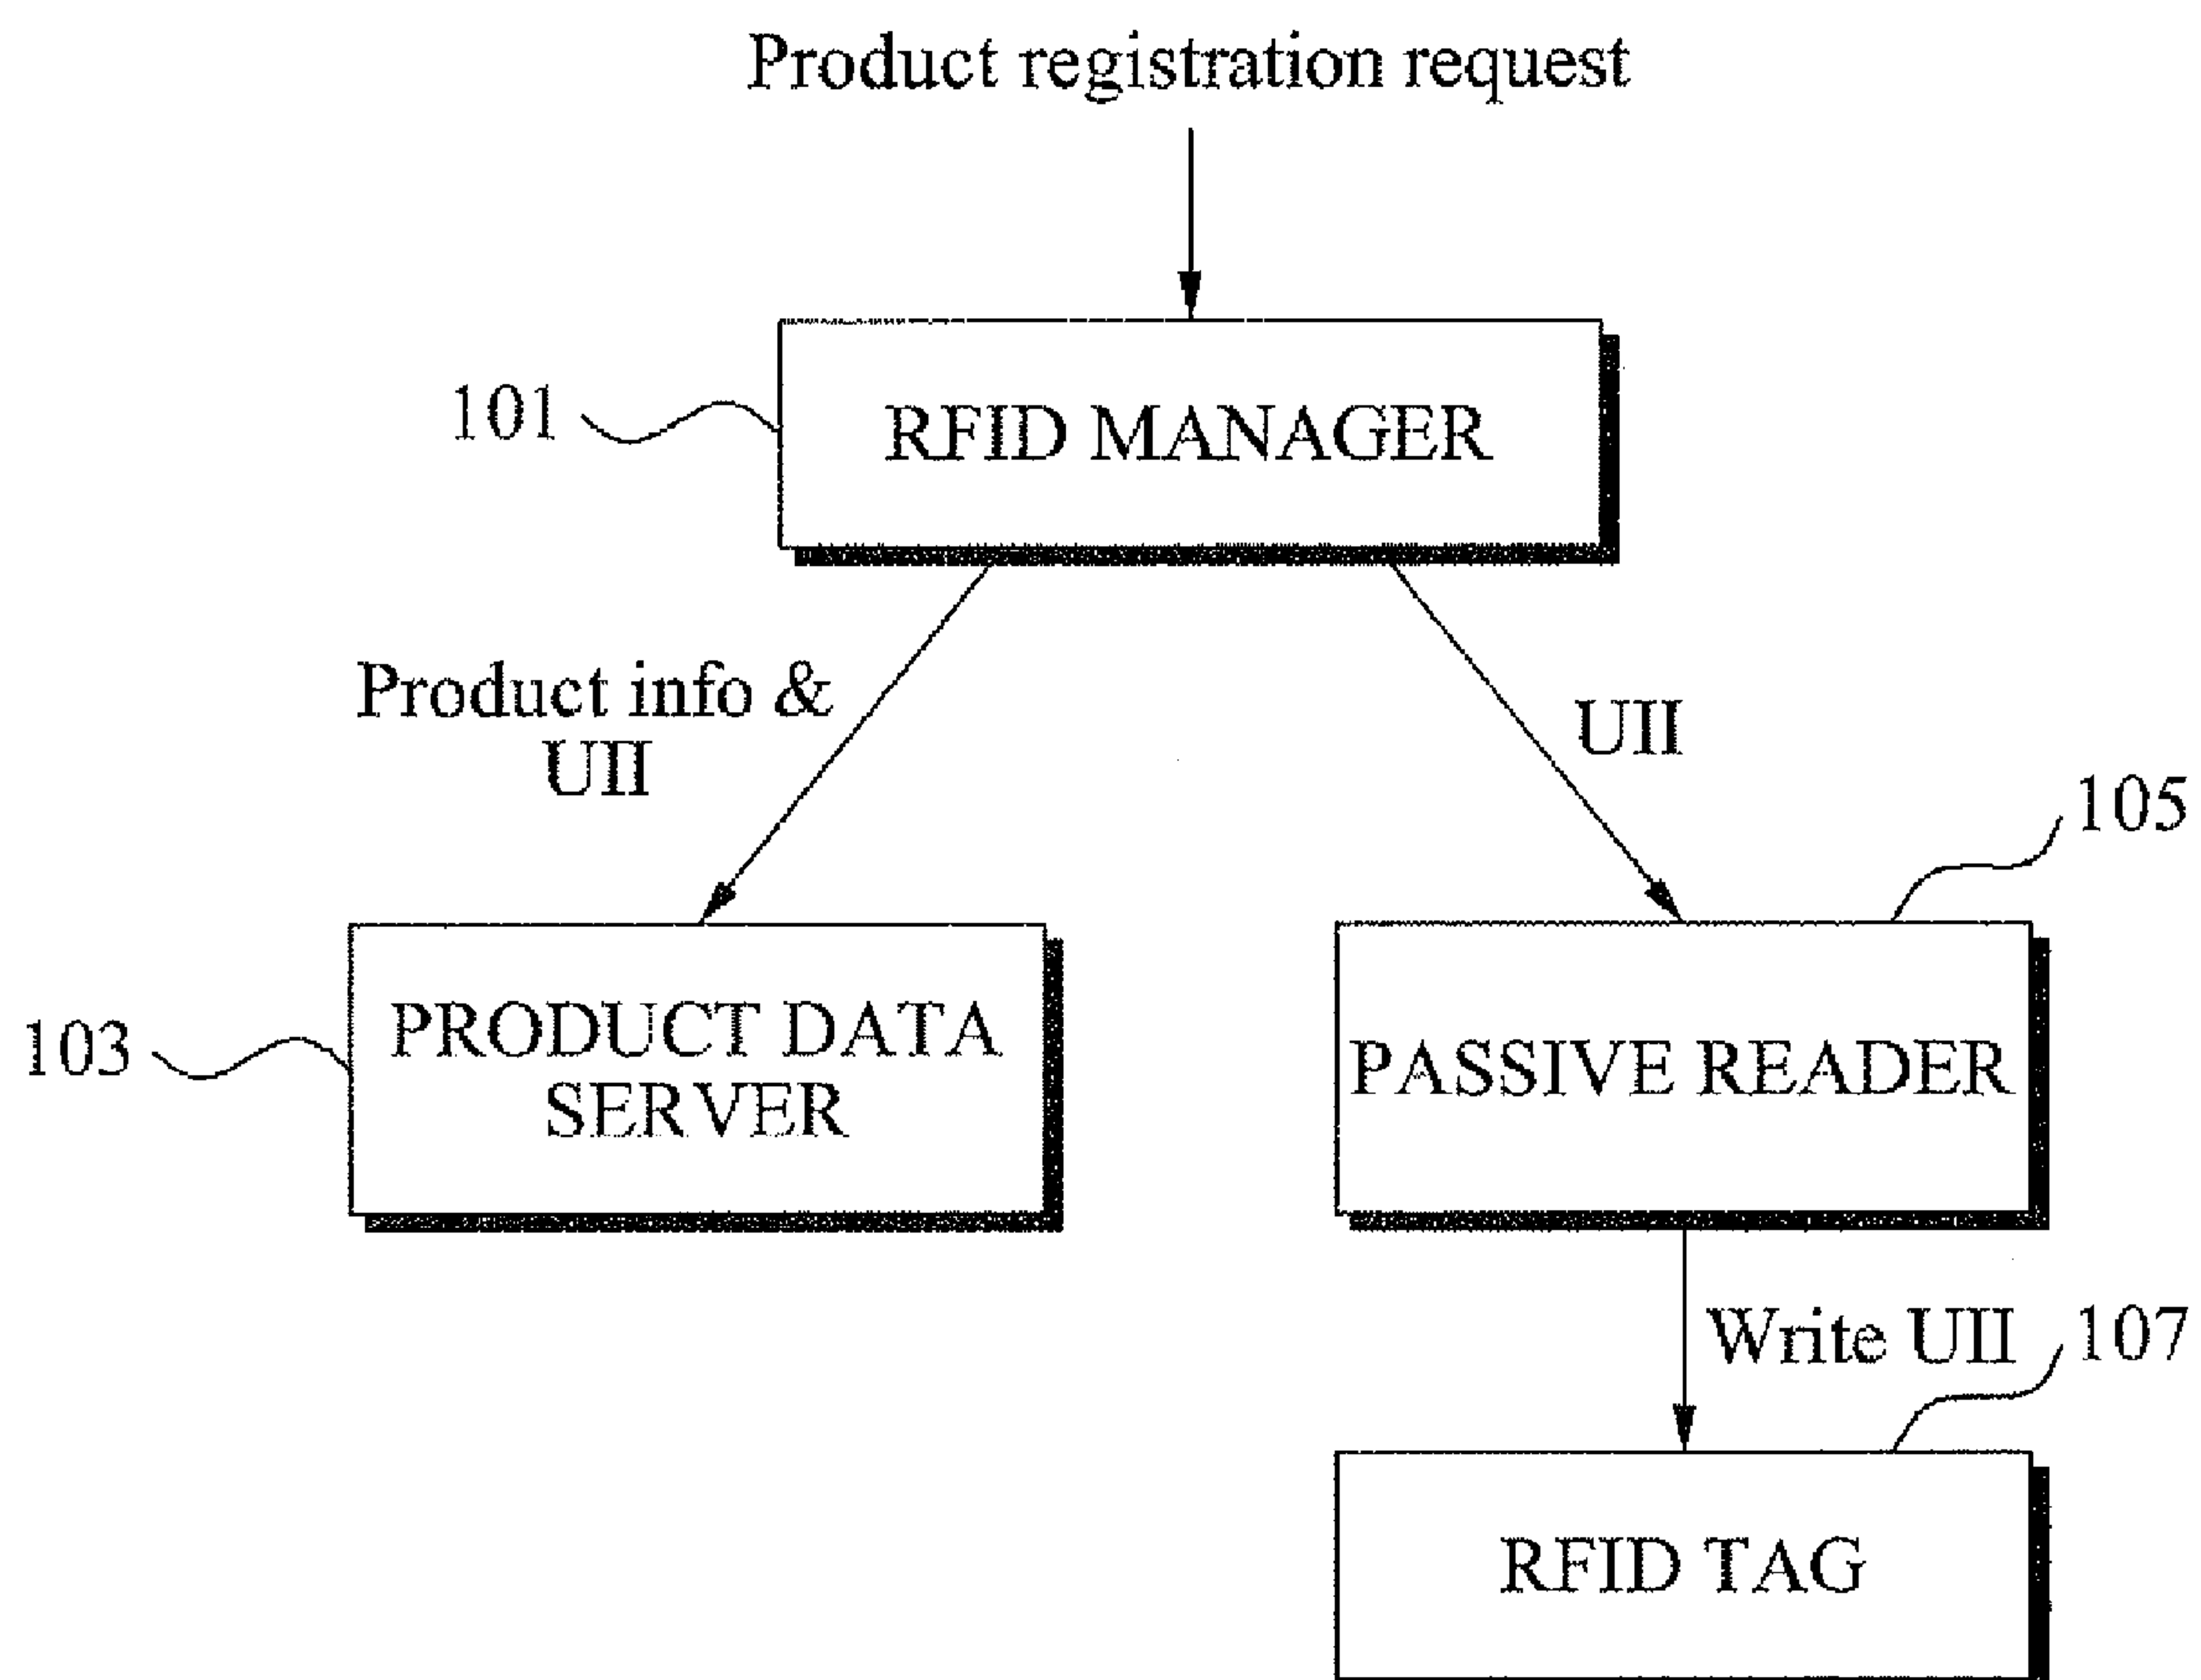 Product registration request
101
RFID MANAGER
Product info &
UII
UII
105
103
PRODUCT DATA
SERVER
PASSIVE READER
Write UII
107
RFID TAG